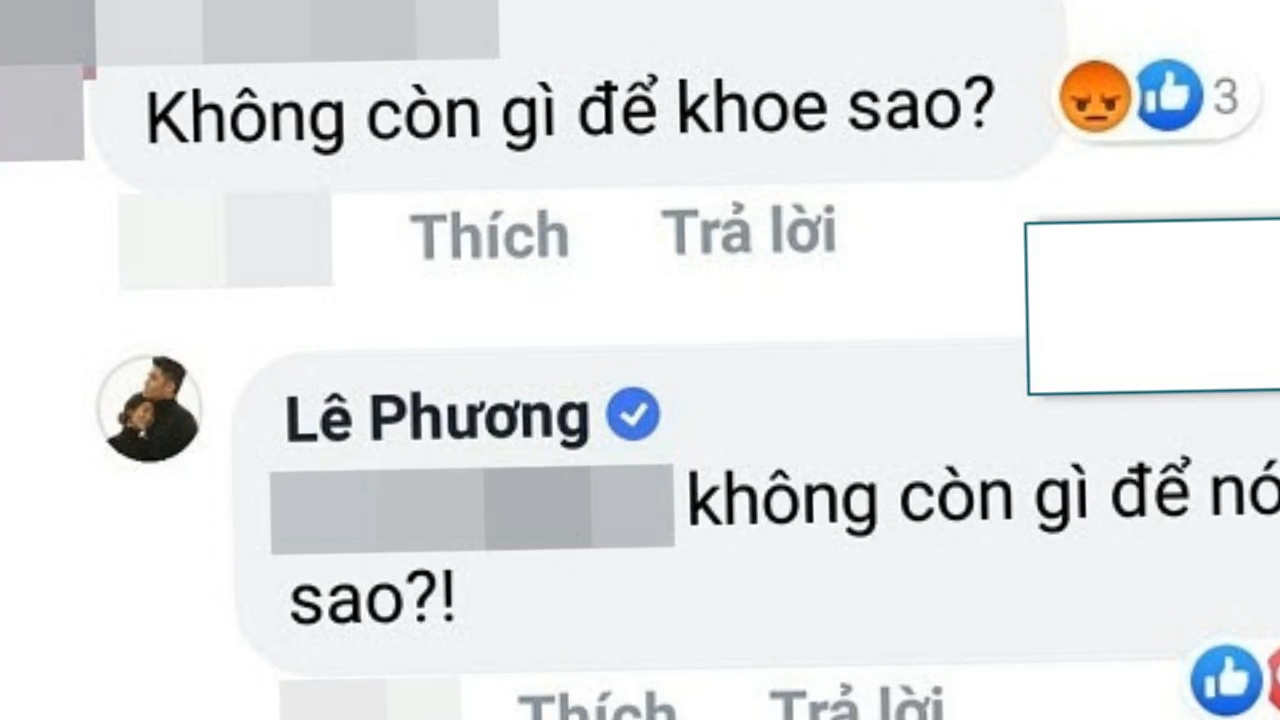 Không còn gì để khoe sao?
3
Thích Trả lời
Lê Phương
không còn gì để nó
sao?!
Thích Trả lời